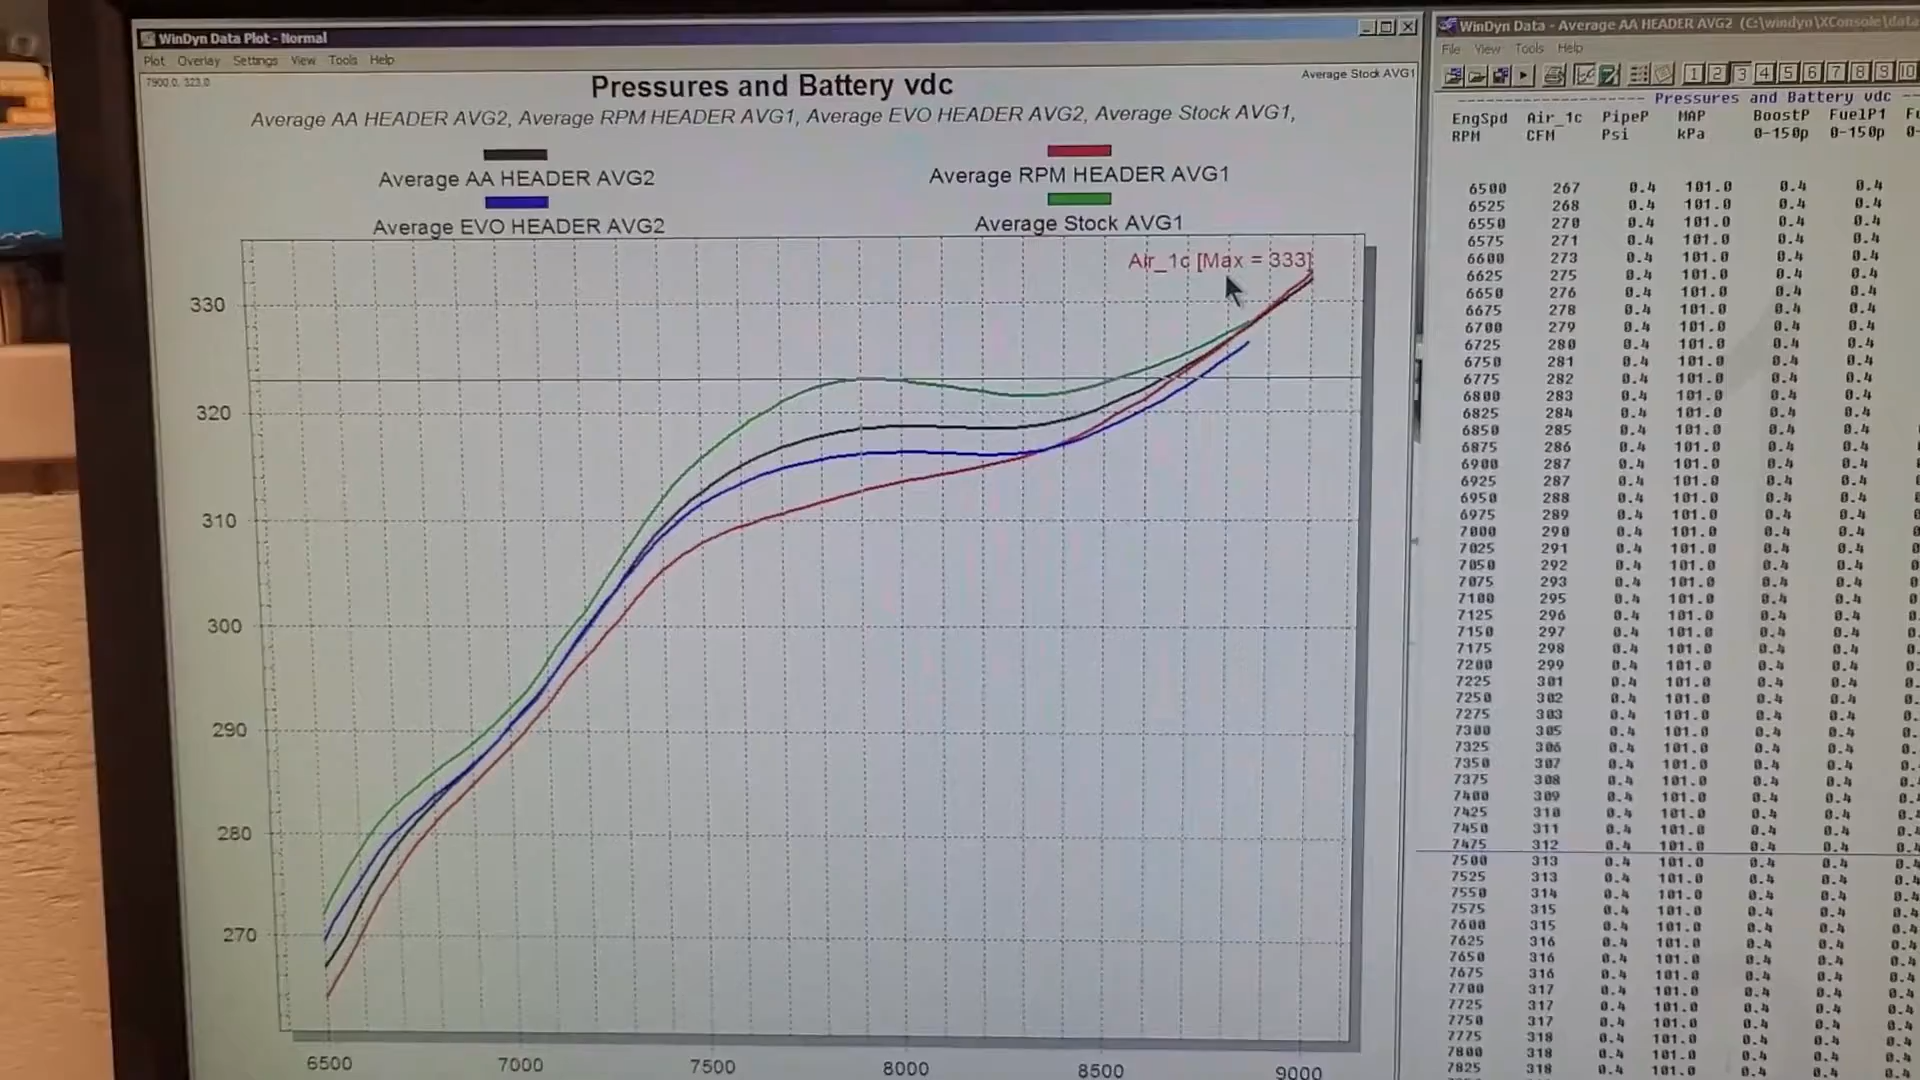 WinDyn Data Plot - Normal
Plot Overlay Settings View Tools Help
7900.0, 323.0
Average Stock AVG1
Pressures and Battery vdc
Average AA HEADER AVG2, Average RPM HEADER AVG1, Average EVO HEADER AVG2, Average Stock AVG1,
Average AA HEADER AVG2
Average RPM HEADER AVG1
Average EVO HEADER AVG2
Average Stock AVG1
Air_1c [Max = 333]
330
320
310
300
290
280
270
6500 7000 7500 8000 8500 9000
WinDyn Data - Average AA HEADER AVG2 (C:\windyn\XConsole\data
File View Tools Help
1 2 3 4 5 6 7 8 9 10
Pressures and Battery vdc
EngSpd Air_1c PipeP MAP BoostP FuelP1
RPM CFM Psi kPa 0-150p 0-150p
6500 267 0.4 101.0 0.4 0.4
6525 268 0.4 101.0 0.4 0.4
6550 270 0.4 101.0 0.4 0.4
6575 271 0.4 101.0 0.4 0.4
6600 273 0.4 101.0 0.4 0.4
6625 275 0.4 101.0 0.4 0.4
6650 276 0.4 101.0 0.4 0.4
6675 278 0.4 101.0 0.4 0.4
6700 279 0.4 101.0 0.4 0.4
6725 280 0.4 101.0 0.4 0.4
6750 281 0.4 101.0 0.4 0.4
6775 282 0.4 101.0 0.4 0.4
6800 283 0.4 101.0 0.4 0.4
6825 284 0.4 101.0 0.4 0.4
6850 285 0.4 101.0 0.4 0.4
6875 286 0.4 101.0 0.4 0.4
6900 287 0.4 101.0 0.4 0.4
6925 287 0.4 101.0 0.4 0.4
6950 288 0.4 101.0 0.4 0.4
6975 289 0.4 101.0 0.4 0.4
7000 290 0.4 101.0 0.4 0.4
7025 291 0.4 101.0 0.4 0.4
7050 292 0.4 101.0 0.4 0.4
7075 293 0.4 101.0 0.4 0.4
7100 295 0.4 101.0 0.4 0.4
7125 296 0.4 101.0 0.4 0.4
7150 297 0.4 101.0 0.4 0.4
7175 298 0.4 101.0 0.4 0.4
7200 299 0.4 101.0 0.4 0.4
7225 301 0.4 101.0 0.4 0.4
7250 302 0.4 101.0 0.4 0.4
7275 303 0.4 101.0 0.4 0.4
7300 305 0.4 101.0 0.4 0.4
7325 306 0.4 101.0 0.4 0.4
7350 307 0.4 101.0 0.4 0.4
7375 308 0.4 101.0 0.4 0.4
7400 309 0.4 101.0 0.4 0.4
7425 310 0.4 101.0 0.4 0.4
7450 311 0.4 101.0 0.4 0.4
7475 312 0.4 101.0 0.4 0.4
7500 313 0.4 101.0 0.4 0.4
7525 313 0.4 101.0 0.4 0.4
7550 314 0.4 101.0 0.4 0.4
7575 315 0.4 101.0 0.4 0.4
7600 315 0.4 101.0 0.4 0.4
7625 316 0.4 101.0 0.4 0.4
7650 316 0.4 101.0 0.4 0.4
7675 316 0.4 101.0 0.4 0.4
7700 317 0.4 101.0 0.4 0.4
7725 317 0.4 101.0 0.4 0.4
7750 317 0.4 101.0 0.4 0.4
7775 318 0.4 101.0 0.4 0.4
7800 318 0.4 101.0 0.4 0.4
7825 318 0.4 101.0 0.4 0.4